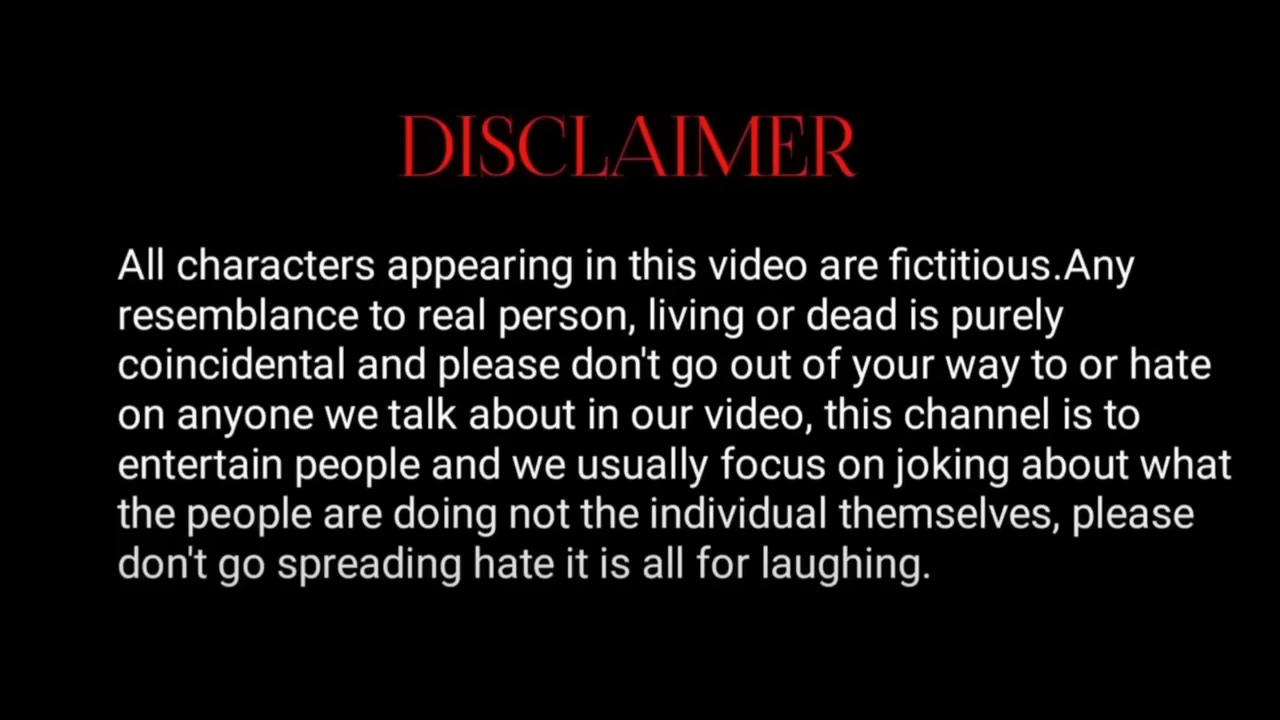 DISCLAIMER
All characters appearing in this video are fictitious.Any
resemblance to real person, living or dead is purely
coincidental and please don't go out of your way to or hate
on anyone we talk about in our video, this channel is to
entertain people and we usually focus on joking about what
the people are doing not the individual themselves, please
don't go spreading hate it is all for laughing.